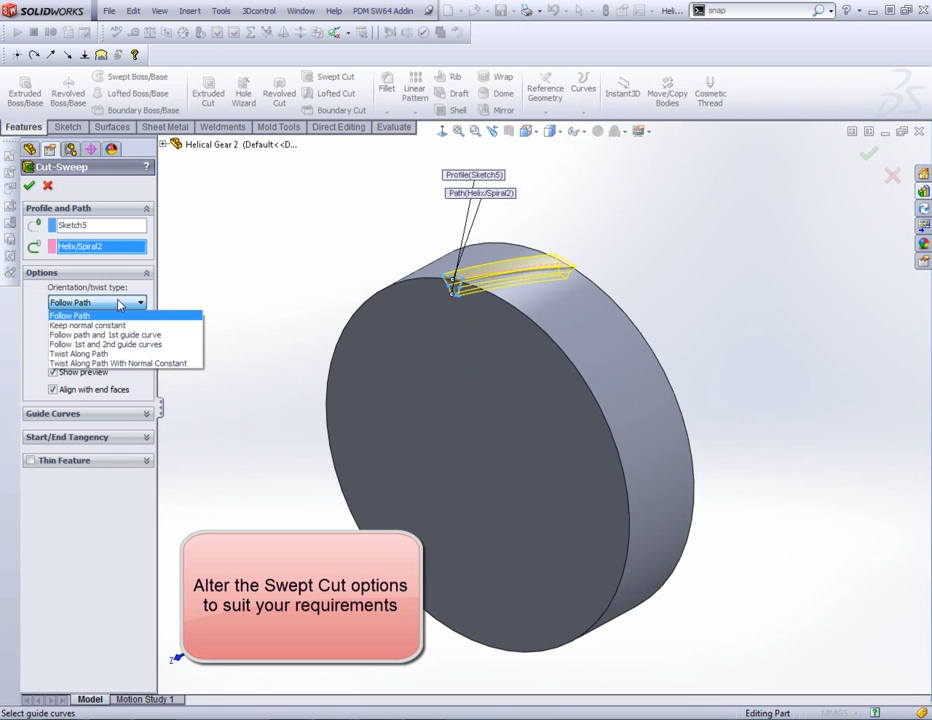 SOLIDWORKS File Edit View Insert Tools 3Dcontrol Window Help PDM SW64 Addin Heli... snap
Extruded Boss/Base
Revolved Boss/Base
Swept Boss/Base
Lofted Boss/Base
Boundary Boss/Base
Extruded Cut
Hole Wizard
Revolved Cut
Swept Cut
Lofted Cut
Boundary Cut
Fillet
Linear Pattern
Rib
Draft
Shell
Wrap
Dome
Mirror
Reference Geometry
Curves
Instant3D
Move/Copy Bodies
Cosmetic Thread
Features Sketch Surfaces Sheet Metal Weldments Mold Tools Direct Editing Evaluate
Helical Gear 2 (Default<<D...
Cut-Sweep ?
Profile and Path
Sketch5
Helix/Spiral2
Options
Orientation/twist type:
Follow Path
Follow Path
Keep normal constant
Follow path and 1st guide curve
Follow 1st and 2nd guide curves
Twist Along Path
Twist Along Path With Normal Constant
Show preview
Align with end faces
Guide Curves
Start/End Tangency
Thin Feature
Profile(Sketch5)
Path(Helix/Spiral2)
Alter the Swept Cut options
to suit your requirements
Z
Model Motion Study 1
Select guide curves Editing Part MMGS